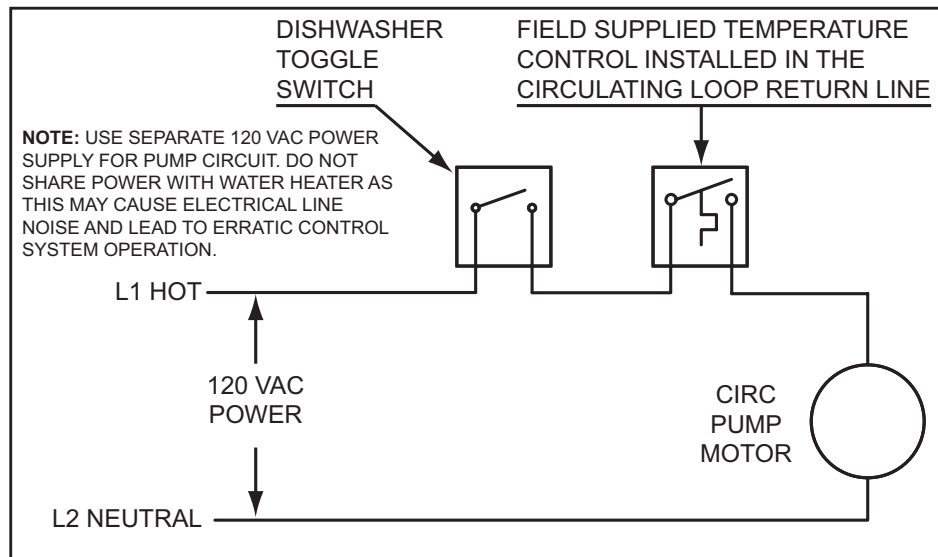 DISHWASHER
TOGGLE
SWITCH
FIELD SUPPLIED TEMPERATURE
CONTROL INSTALLED IN THE
CIRCULATING LOOP RETURN LINE
NOTE: USE SEPARATE 120 VAC POWER
SUPPLY FOR PUMP CIRCUIT. DO NOT
SHARE POWER WITH WATER HEATER AS
THIS MAY CAUSE ELECTRICAL LINE
NOISE AND LEAD TO ERRATIC CONTROL
SYSTEM OPERATION.
L1 HOT
120 VAC
POWER
CIRC
PUMP
MOTOR
L2 NEUTRAL